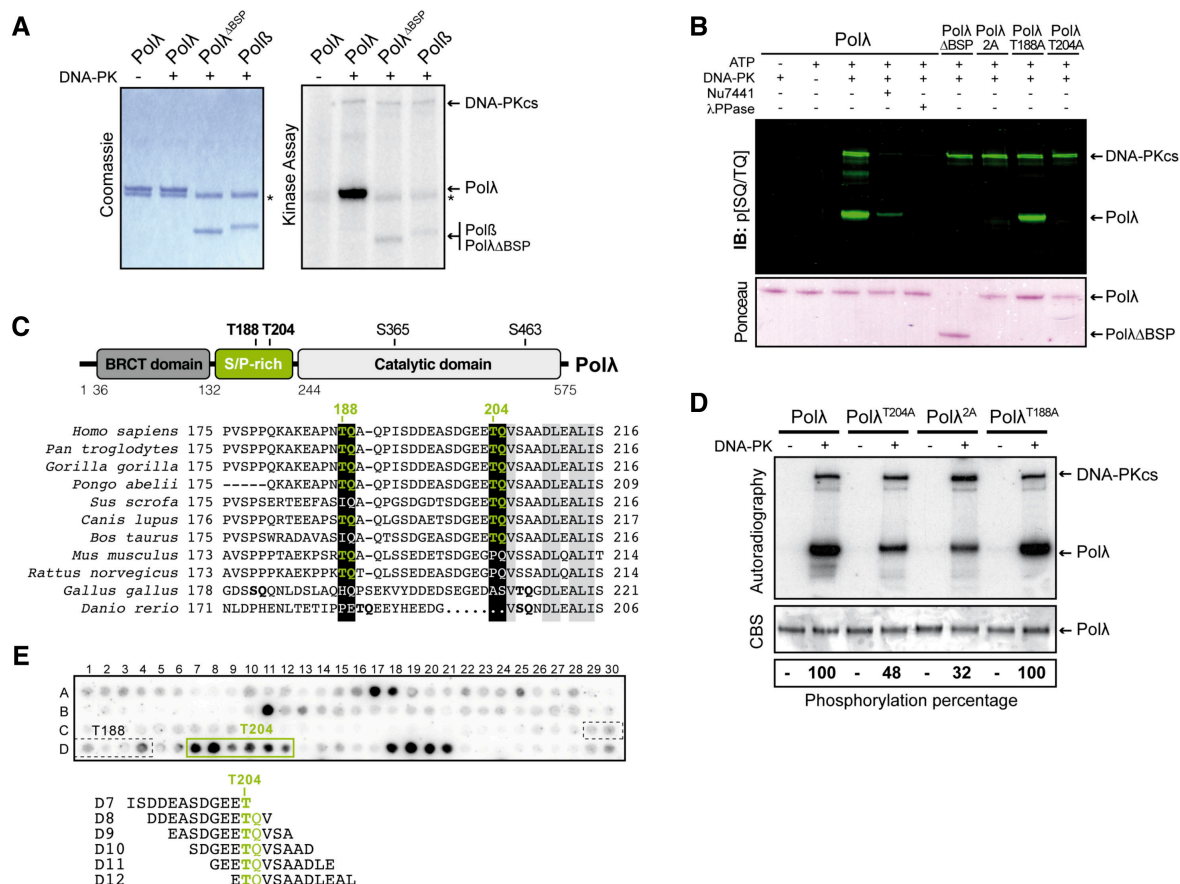 A
Polλ Polλ Polλ^ΔBSP Polß Polλ Polλ Polλ^ΔBSP Polß
DNA-PK - + + + - + + +
Coomassie
Kinase Assay
DNA-PKcs
Polλ
*
*
Polß
PolλΔBSP
B
Polλ
Polλ ΔBSP
Polλ 2A
Polλ T188A
Polλ T204A
ATP - + + + + + + + +
DNA-PK + - + + + + + + +
Nu7441 - - - + - - - - -
λPPase - - - - + - - - -
IB: p[SQ/TQ]
DNA-PKcs
Polλ
Ponceau
Polλ
PolλΔBSP
C
T188 T204 S365 S463
BRCT domain S/P-rich Catalytic domain Polλ
1 36 132 244 575
188 204
Homo sapiens 175 PVSPPQKAKEAPNTQA-QPISDDEASDGEETQVSAADLEALIS 216
Pan troglodytes 175 PVSPPQKAKEAPNTQA-QPISDDEASDGEETQVSAADLEALIS 216
Gorilla gorilla 175 PVSPPQKAKEAPNTQA-QPISDDEASDGEETQVSAADLEALIS 216
Pongo abelii 175 -----QKAKEAPNTQA-QPISDDEASDGEETQVSAADLEALIS 209
Sus scrofa 175 PVSPSERTEEFASIQA-QPGSDGDTSDGEETQVSAADLEALIS 216
Canis lupus 176 PVSPPQRTEEAPSTQA-QLGSDAETSDGEETQVSAADLEALIS 217
Bos taurus 175 PVSPSWRADAVASIQA-QPISDGEASDGEETQVSAADLEALIS 216
Mus musculus 173 AVSPPPTAEKPSRTQA-QLSSEDETSDGEGPQVSSADLQALIT 214
Rattus norvegicus 173 AVSPPPKAEKPPKTQT-QLSSEDEASDGEGPQVSSADLQALIS 214
Gallus gallus 178 GDSSQQNLDSLAQHQPSEKVYDDEDSEGEDASVTQGDLEALIS 221
Danio rerio 171 NLDPHENLTETIPPETQEEYHEEDG.......VSQNDLEALIS 206
D
Polλ Polλ^T204A Polλ^2A Polλ^T188A
DNA-PK - + - + - + - +
Autoradiography
DNA-PKcs
Polλ
CBS
Polλ
- 100 - 48 - 32 - 100
Phosphorylation percentage
E
1 2 3 4 5 6 7 8 9 10 11 12 13 14 15 16 17 18 19 20 21 22 23 24 25 26 27 28 29 30
A
B
C
T188 T204
D
T204
D7 ISDDEASDGEET
D8 DDEASDGEETQV
D9 EASDGEETQVSA
D10 SDGEETQVSAAD
D11 GEETQVSAADLE
D12 ETQVSAADLEAL